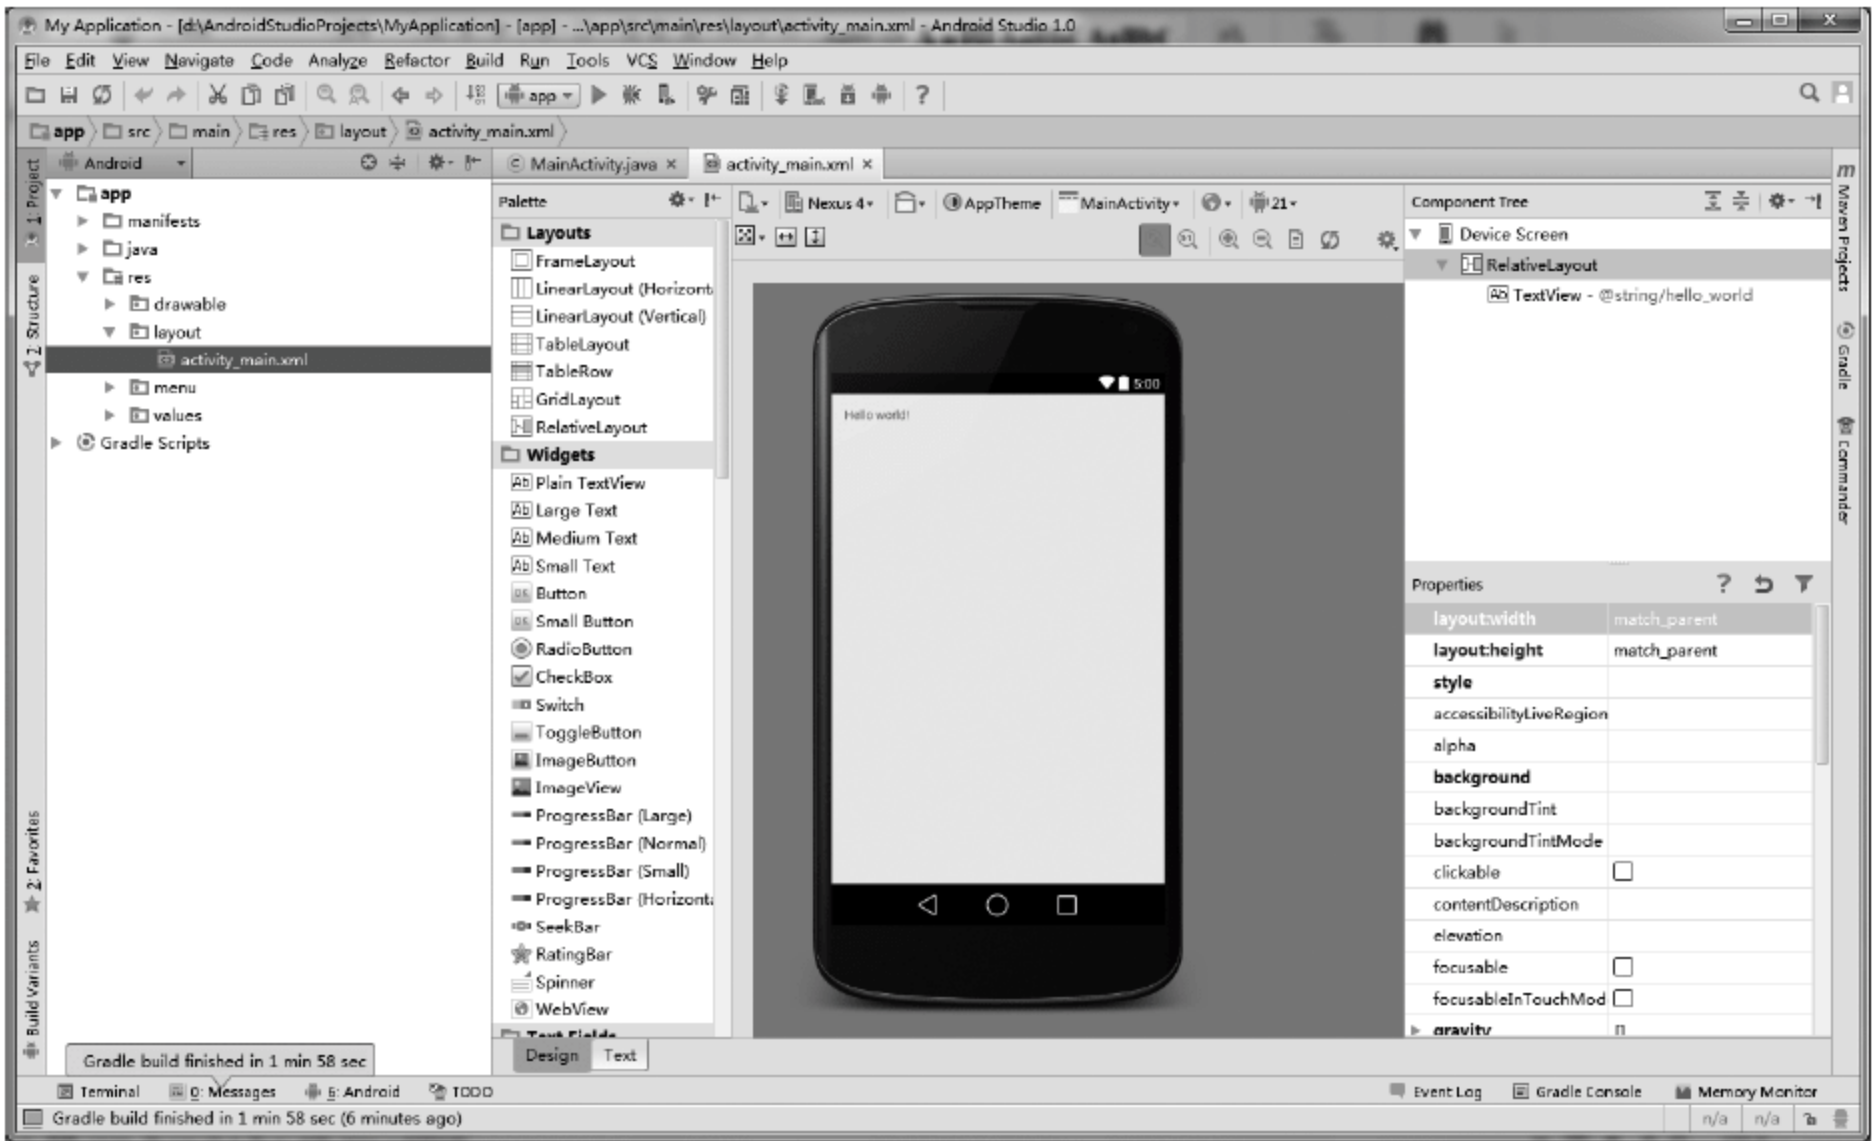 My Application - [d:\AndroidStudioProjects\MyApplication] - [app] - ...\app\src\main\res\layout\activity_main.xml - Android Studio 1.0
File Edit View Navigate Code Analyze Refactor Build Run Tools VCS Window Help
app
app src main res layout activity_main.xml
1: Project
2: Structure
2: Favorites
Build Variants
Android
app
manifests
java
res
drawable
layout
activity_main.xml
menu
values
Gradle Scripts
MainActivity.java activity_main.xml
Palette
Layouts
FrameLayout
LinearLayout (Horizont
LinearLayout (Vertical)
TableLayout
TableRow
GridLayout
RelativeLayout
Widgets
Ab Plain TextView
Ab Large Text
Ab Medium Text
Ab Small Text
OK Button
OK Small Button
RadioButton
CheckBox
Switch
ToggleButton
ImageButton
ImageView
ProgressBar (Large)
ProgressBar (Normal)
ProgressBar (Small)
ProgressBar (Horizont
SeekBar
RatingBar
Spinner
WebView
Text Fields
Design Text
Nexus 4 AppTheme MainActivity 21
5:00
Hello world!
Component Tree
Device Screen
RelativeLayout
Ab TextView - @string/hello_world
Properties ?
layout:width match_parent
layout:height match_parent
style
accessibilityLiveRegion
alpha
background
backgroundTint
backgroundTintMode
clickable
contentDescription
elevation
focusable
focusableInTouchMod
gravity []
m Maven Projects
Gradle
Commander
Gradle build finished in 1 min 58 sec
Terminal 0: Messages 6: Android TODO Event Log Gradle Console Memory Monitor
Gradle build finished in 1 min 58 sec (6 minutes ago) n/a n/a